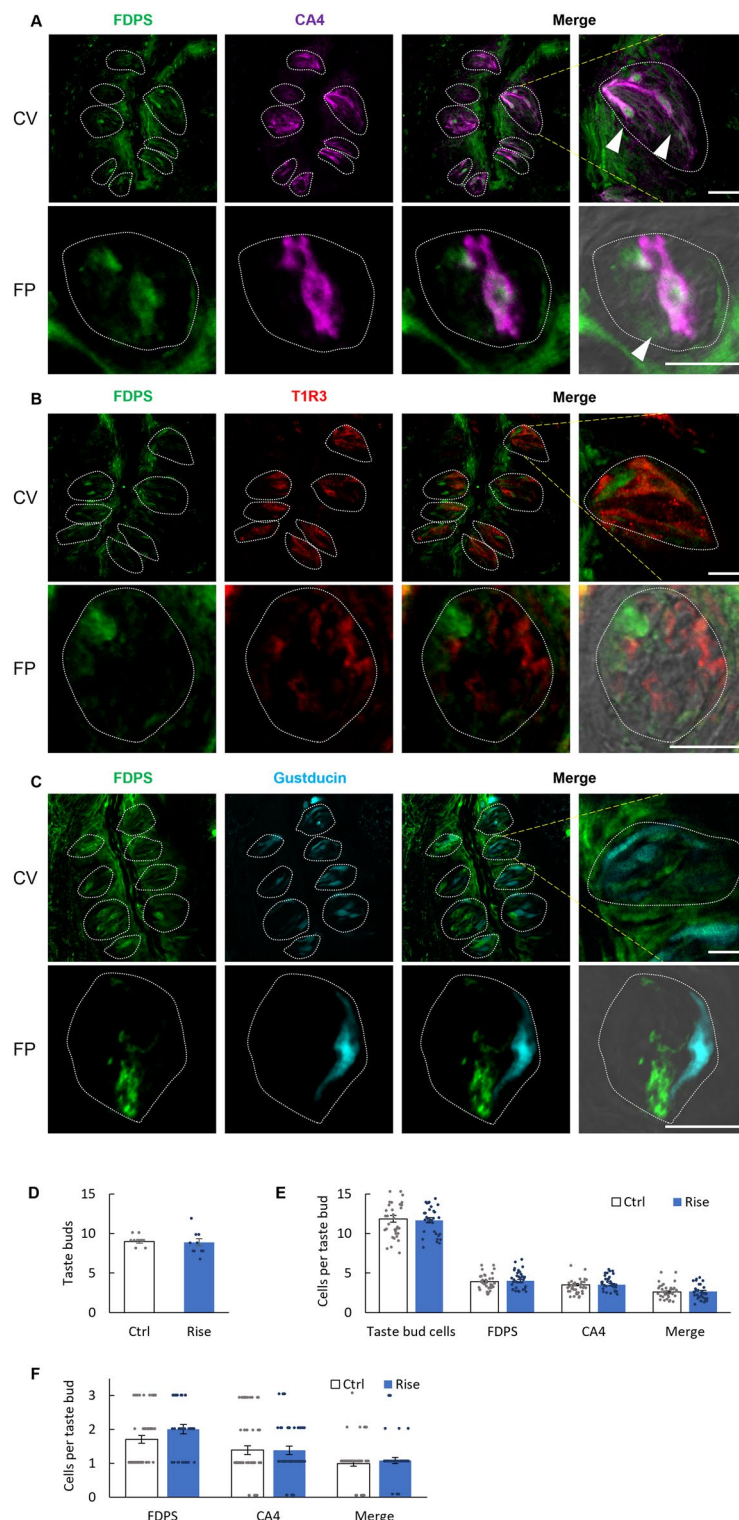 A FDPS CA4 Merge
CV
FP
B FDPS T1R3 Merge
CV
FP
C FDPS Gustducin Merge
CV
FP
D
Taste buds
15
10
5
0
Ctrl Rise
E
Cells per taste bud
15
10
5
0
Ctrl Rise
Taste bud cells FDPS CA4 Merge
F
Cells per taste bud
3
2
1
0
Ctrl Rise
FDPS CA4 Merge